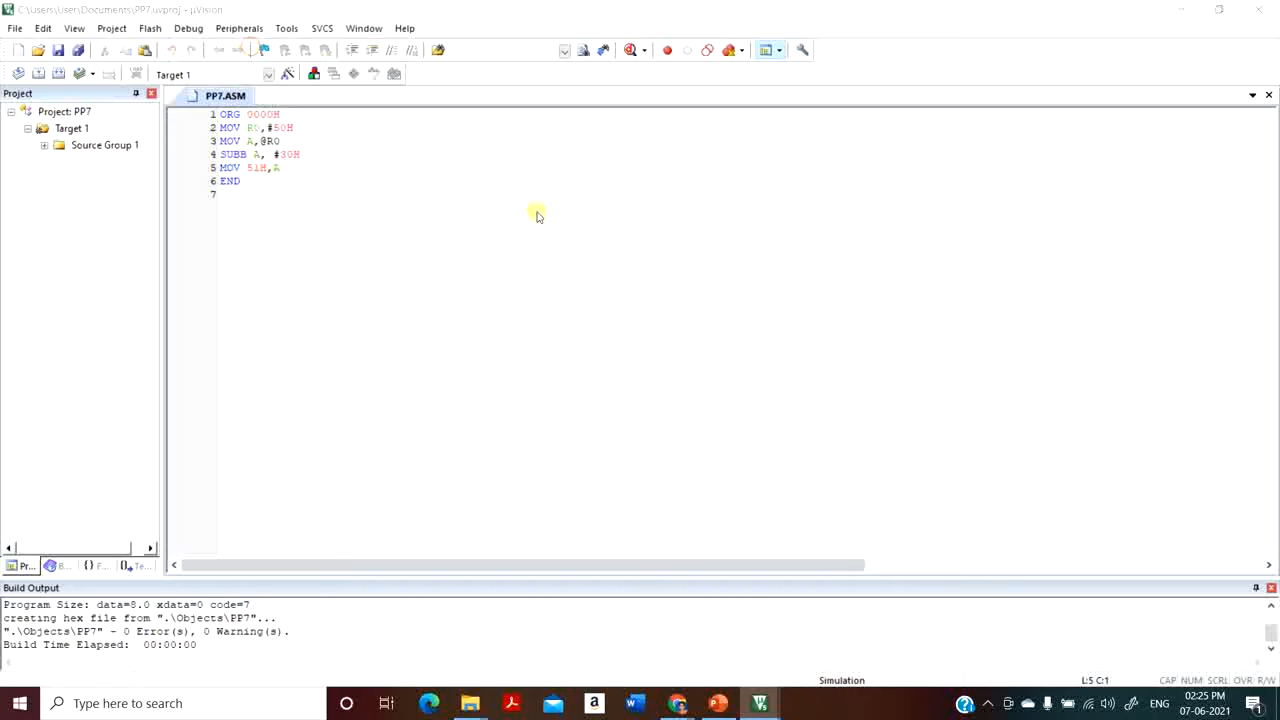 C:\Users\User\Documents\PP7.uvproj - µVision
File Edit View Project Flash Debug Peripherals Tools SVCS Window Help
Target 1
Project
PP7.ASM
Project: PP7
Target 1
Source Group 1
1 ORG 0000H
2 MOV R0,#50H
3 MOV A,@R0
4 SUBB A, #30H
5 MOV 51H,A
6 END
7
Pr... B... {} F... Te...
Build Output
Program Size: data=8.0 xdata=0 code=7
creating hex file from ".\Objects\PP7"...
".\Objects\PP7" - 0 Error(s), 0 Warning(s).
Build Time Elapsed: 00:00:00
Simulation L:5 C:1 CAP NUM SCRL OVR R/W
Type here to search
ENG
02:25 PM
07-06-2021